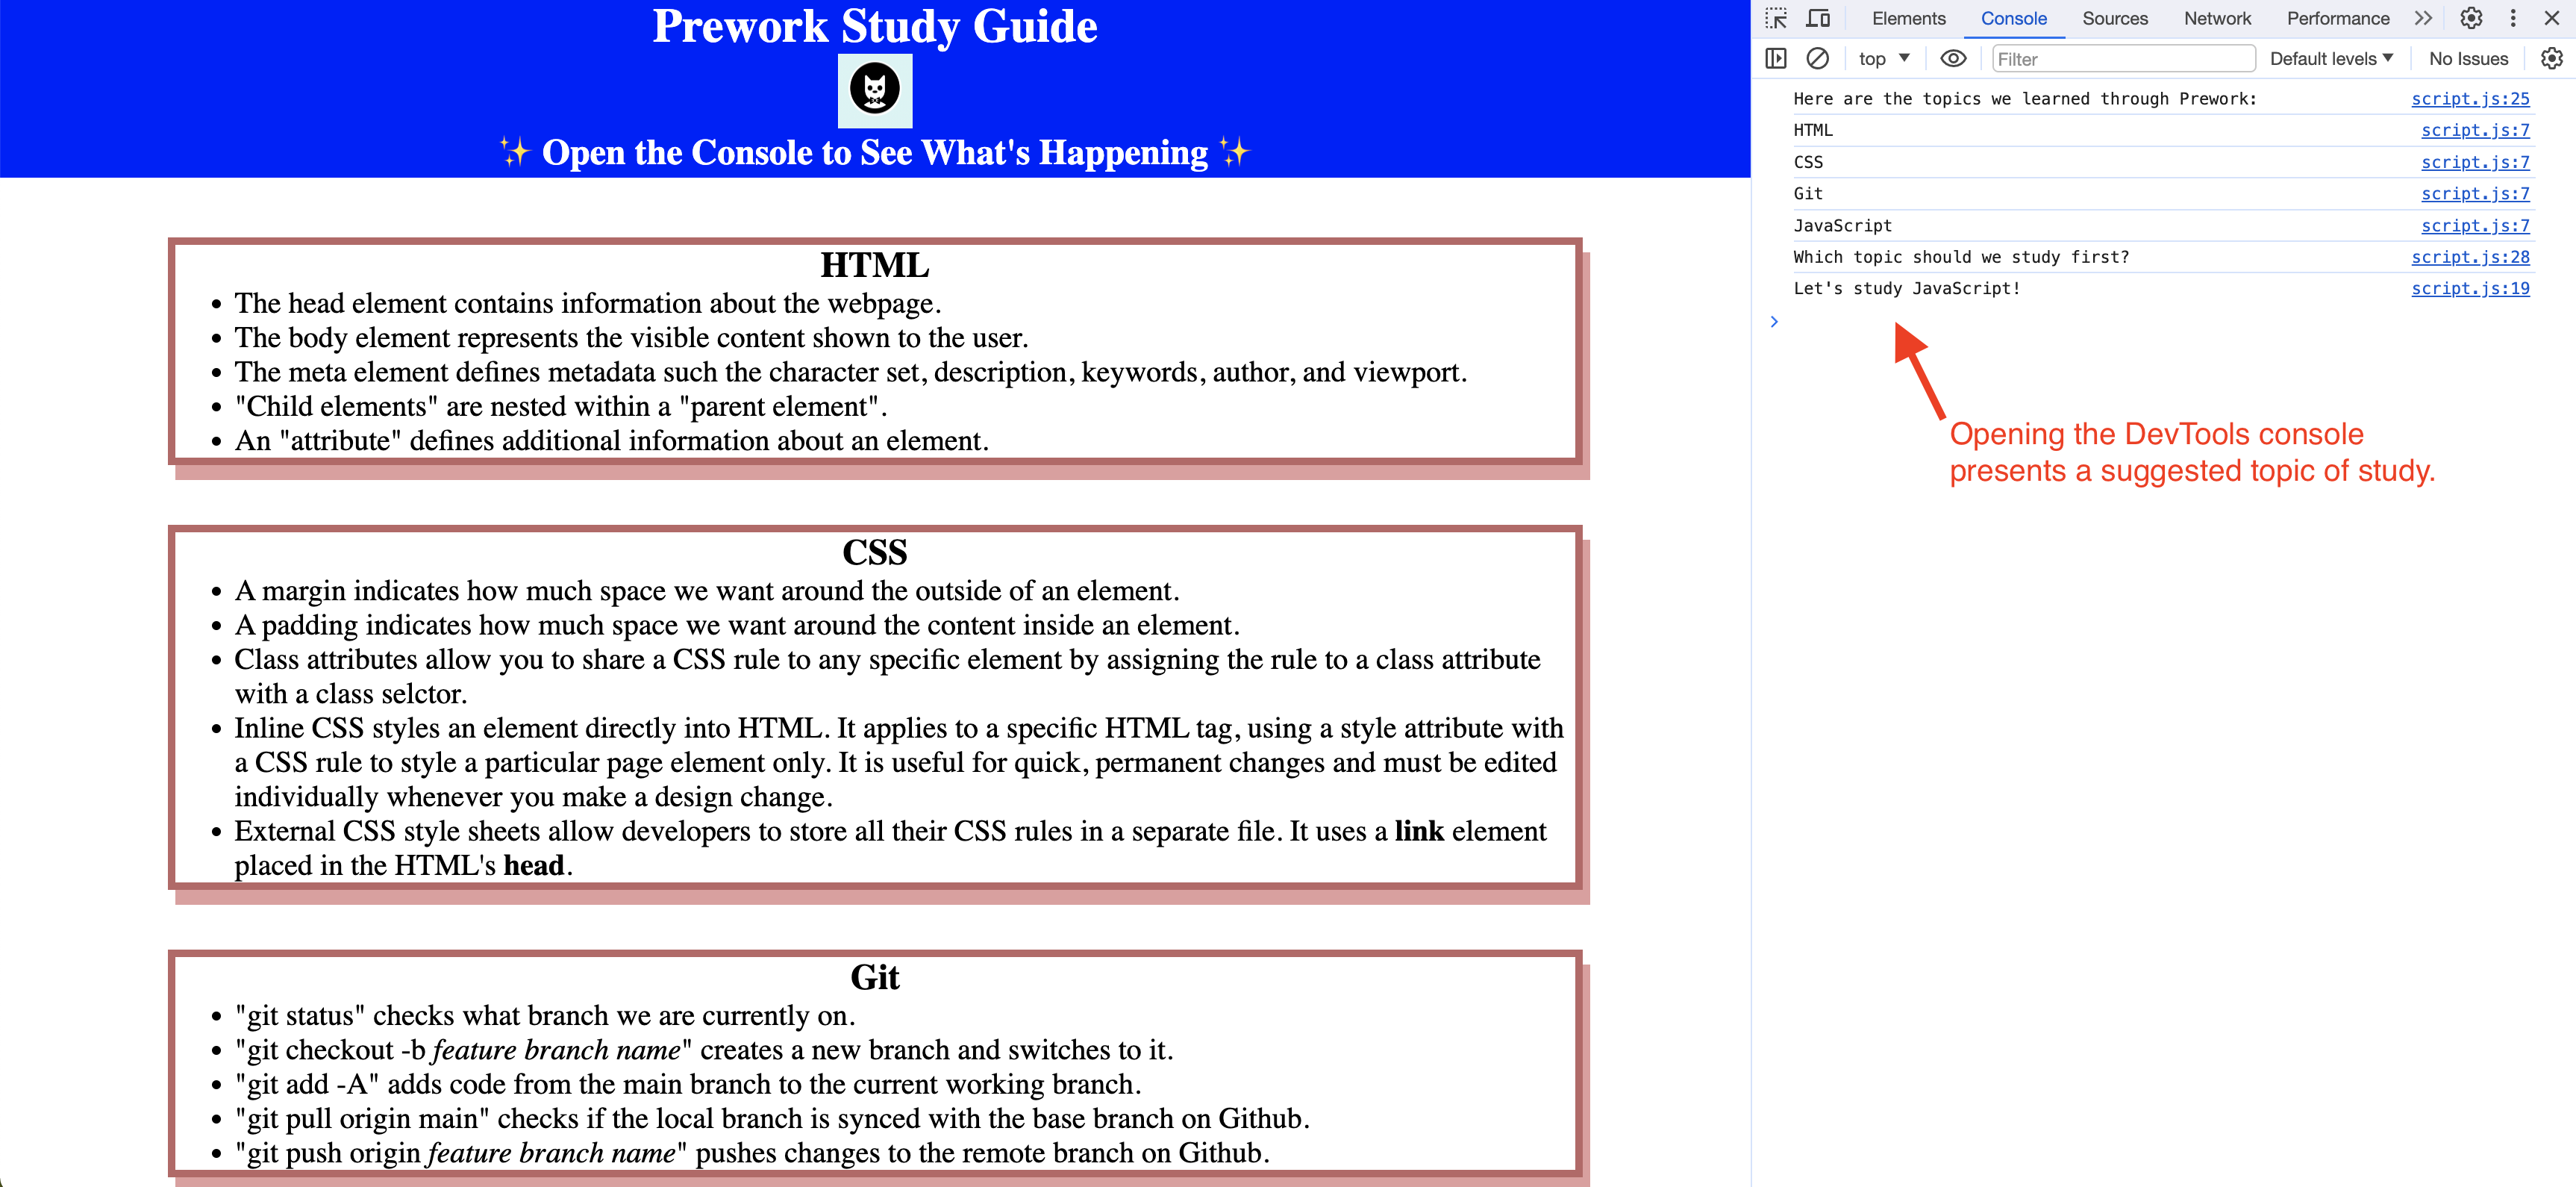 Prework Study Guide
✨ Open the Console to See What's Happening ✨
HTML
• The head element contains information about the webpage.
• The body element represents the visible content shown to the user.
• The meta element defines metadata such the character set, description, keywords, author, and viewport.
• "Child elements" are nested within a "parent element".
• An "attribute" defines additional information about an element.
CSS
• A margin indicates how much space we want around the outside of an element.
• A padding indicates how much space we want around the content inside an element.
• Class attributes allow you to share a CSS rule to any specific element by assigning the rule to a class attribute
with a class selctor.
• Inline CSS styles an element directly into HTML. It applies to a specific HTML tag, using a style attribute with
a CSS rule to style a particular page element only. It is useful for quick, permanent changes and must be edited
individually whenever you make a design change.
• External CSS style sheets allow developers to store all their CSS rules in a separate file. It uses a link element
placed in the HTML's head.
Git
• "git status" checks what branch we are currently on.
• "git checkout -b feature branch name" creates a new branch and switches to it.
• "git add -A" adds code from the main branch to the current working branch.
• "git pull origin main" checks if the local branch is synced with the base branch on Github.
• "git push origin feature branch name" pushes changes to the remote branch on Github.
Elements Console Sources Network Performance
top Filter Default levels No Issues
Here are the topics we learned through Prework: script.js:25
HTML script.js:7
CSS script.js:7
Git script.js:7
JavaScript script.js:7
Which topic should we study first? script.js:28
Let's study JavaScript! script.js:19
Opening the DevTools console
presents a suggested topic of study.